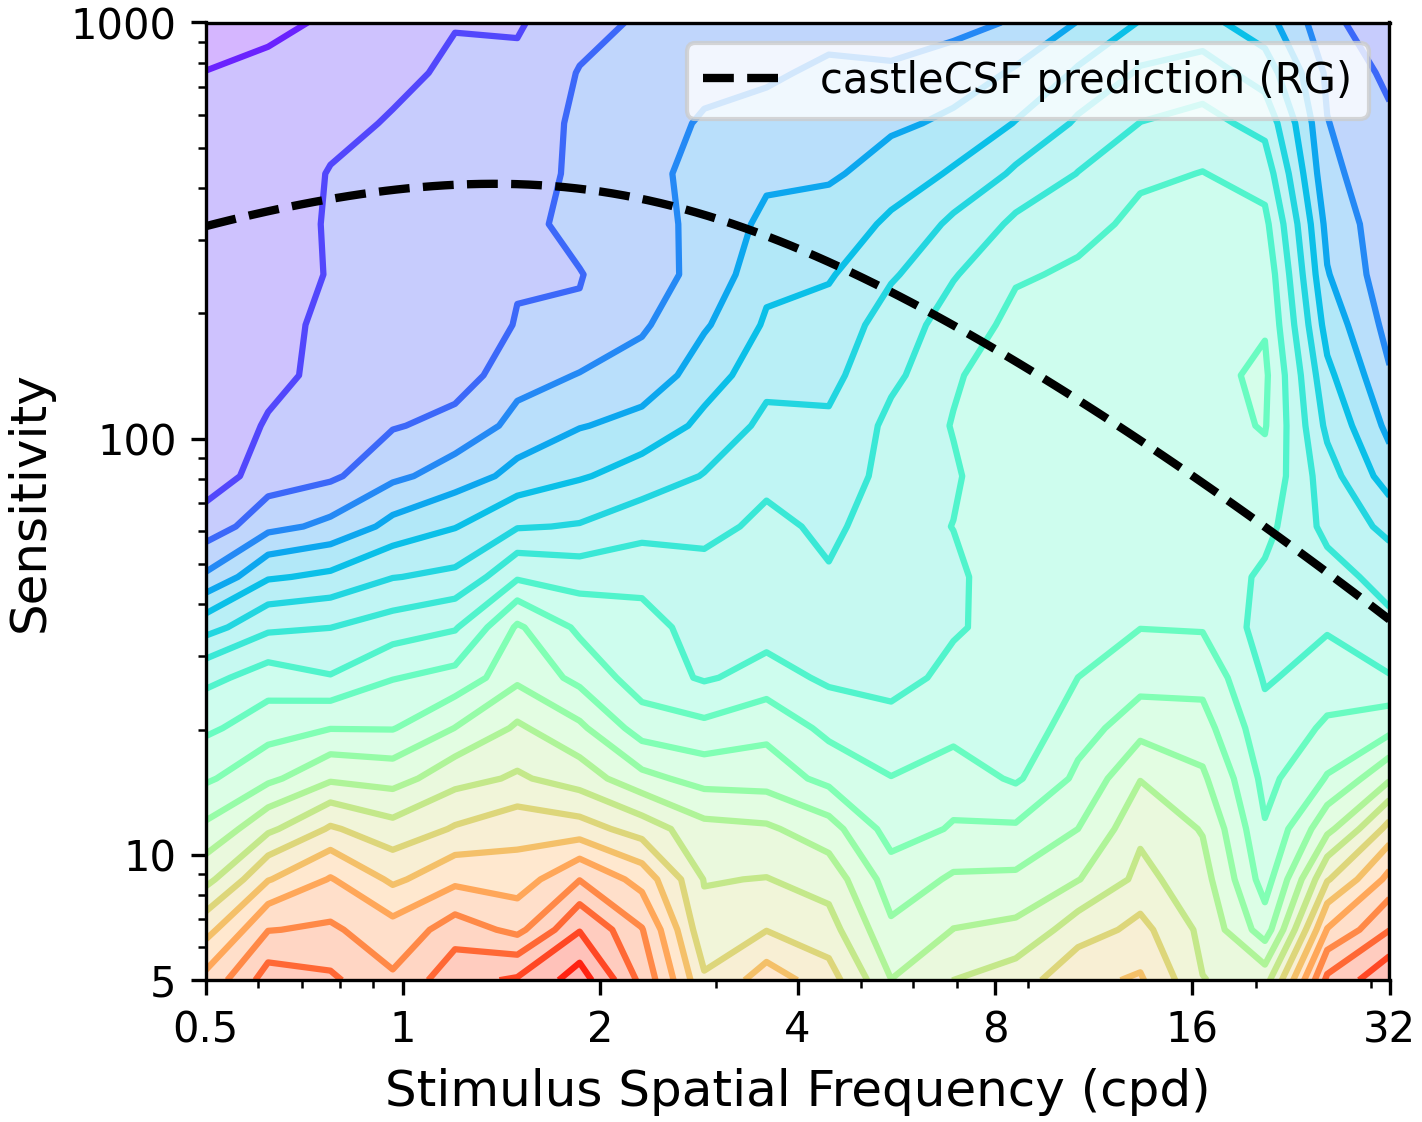 1000
castleCSF prediction (RG)
Sensitivity
100
10
5
0.5 1 2 4 8 16 32
Stimulus Spatial Frequency (cpd)